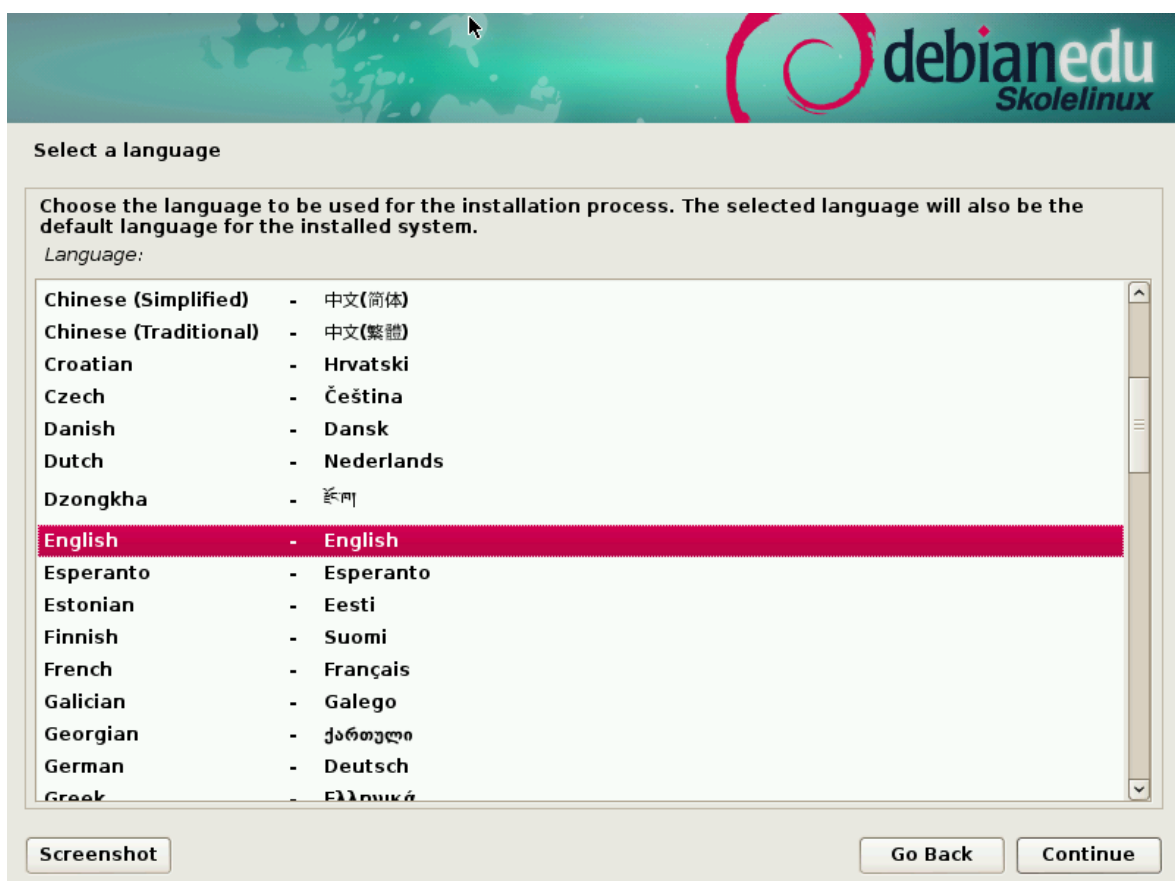 debianedu
Skolelinux
Select a language
Choose the language to be used for the installation process. The selected language will also be the
default language for the installed system.
Language:
Chinese (Simplified) - 中文(简体)
Chinese (Traditional) - 中文(繁體)
Croatian - Hrvatski
Czech - Čeština
Danish - Dansk
Dutch - Nederlands
Dzongkha - རྫོང་ཁ།
English - English
Esperanto - Esperanto
Estonian - Eesti
Finnish - Suomi
French - Français
Galician - Galego
Georgian - ქართული
German - Deutsch
Greek - Ελληνικά
Screenshot Go Back Continue